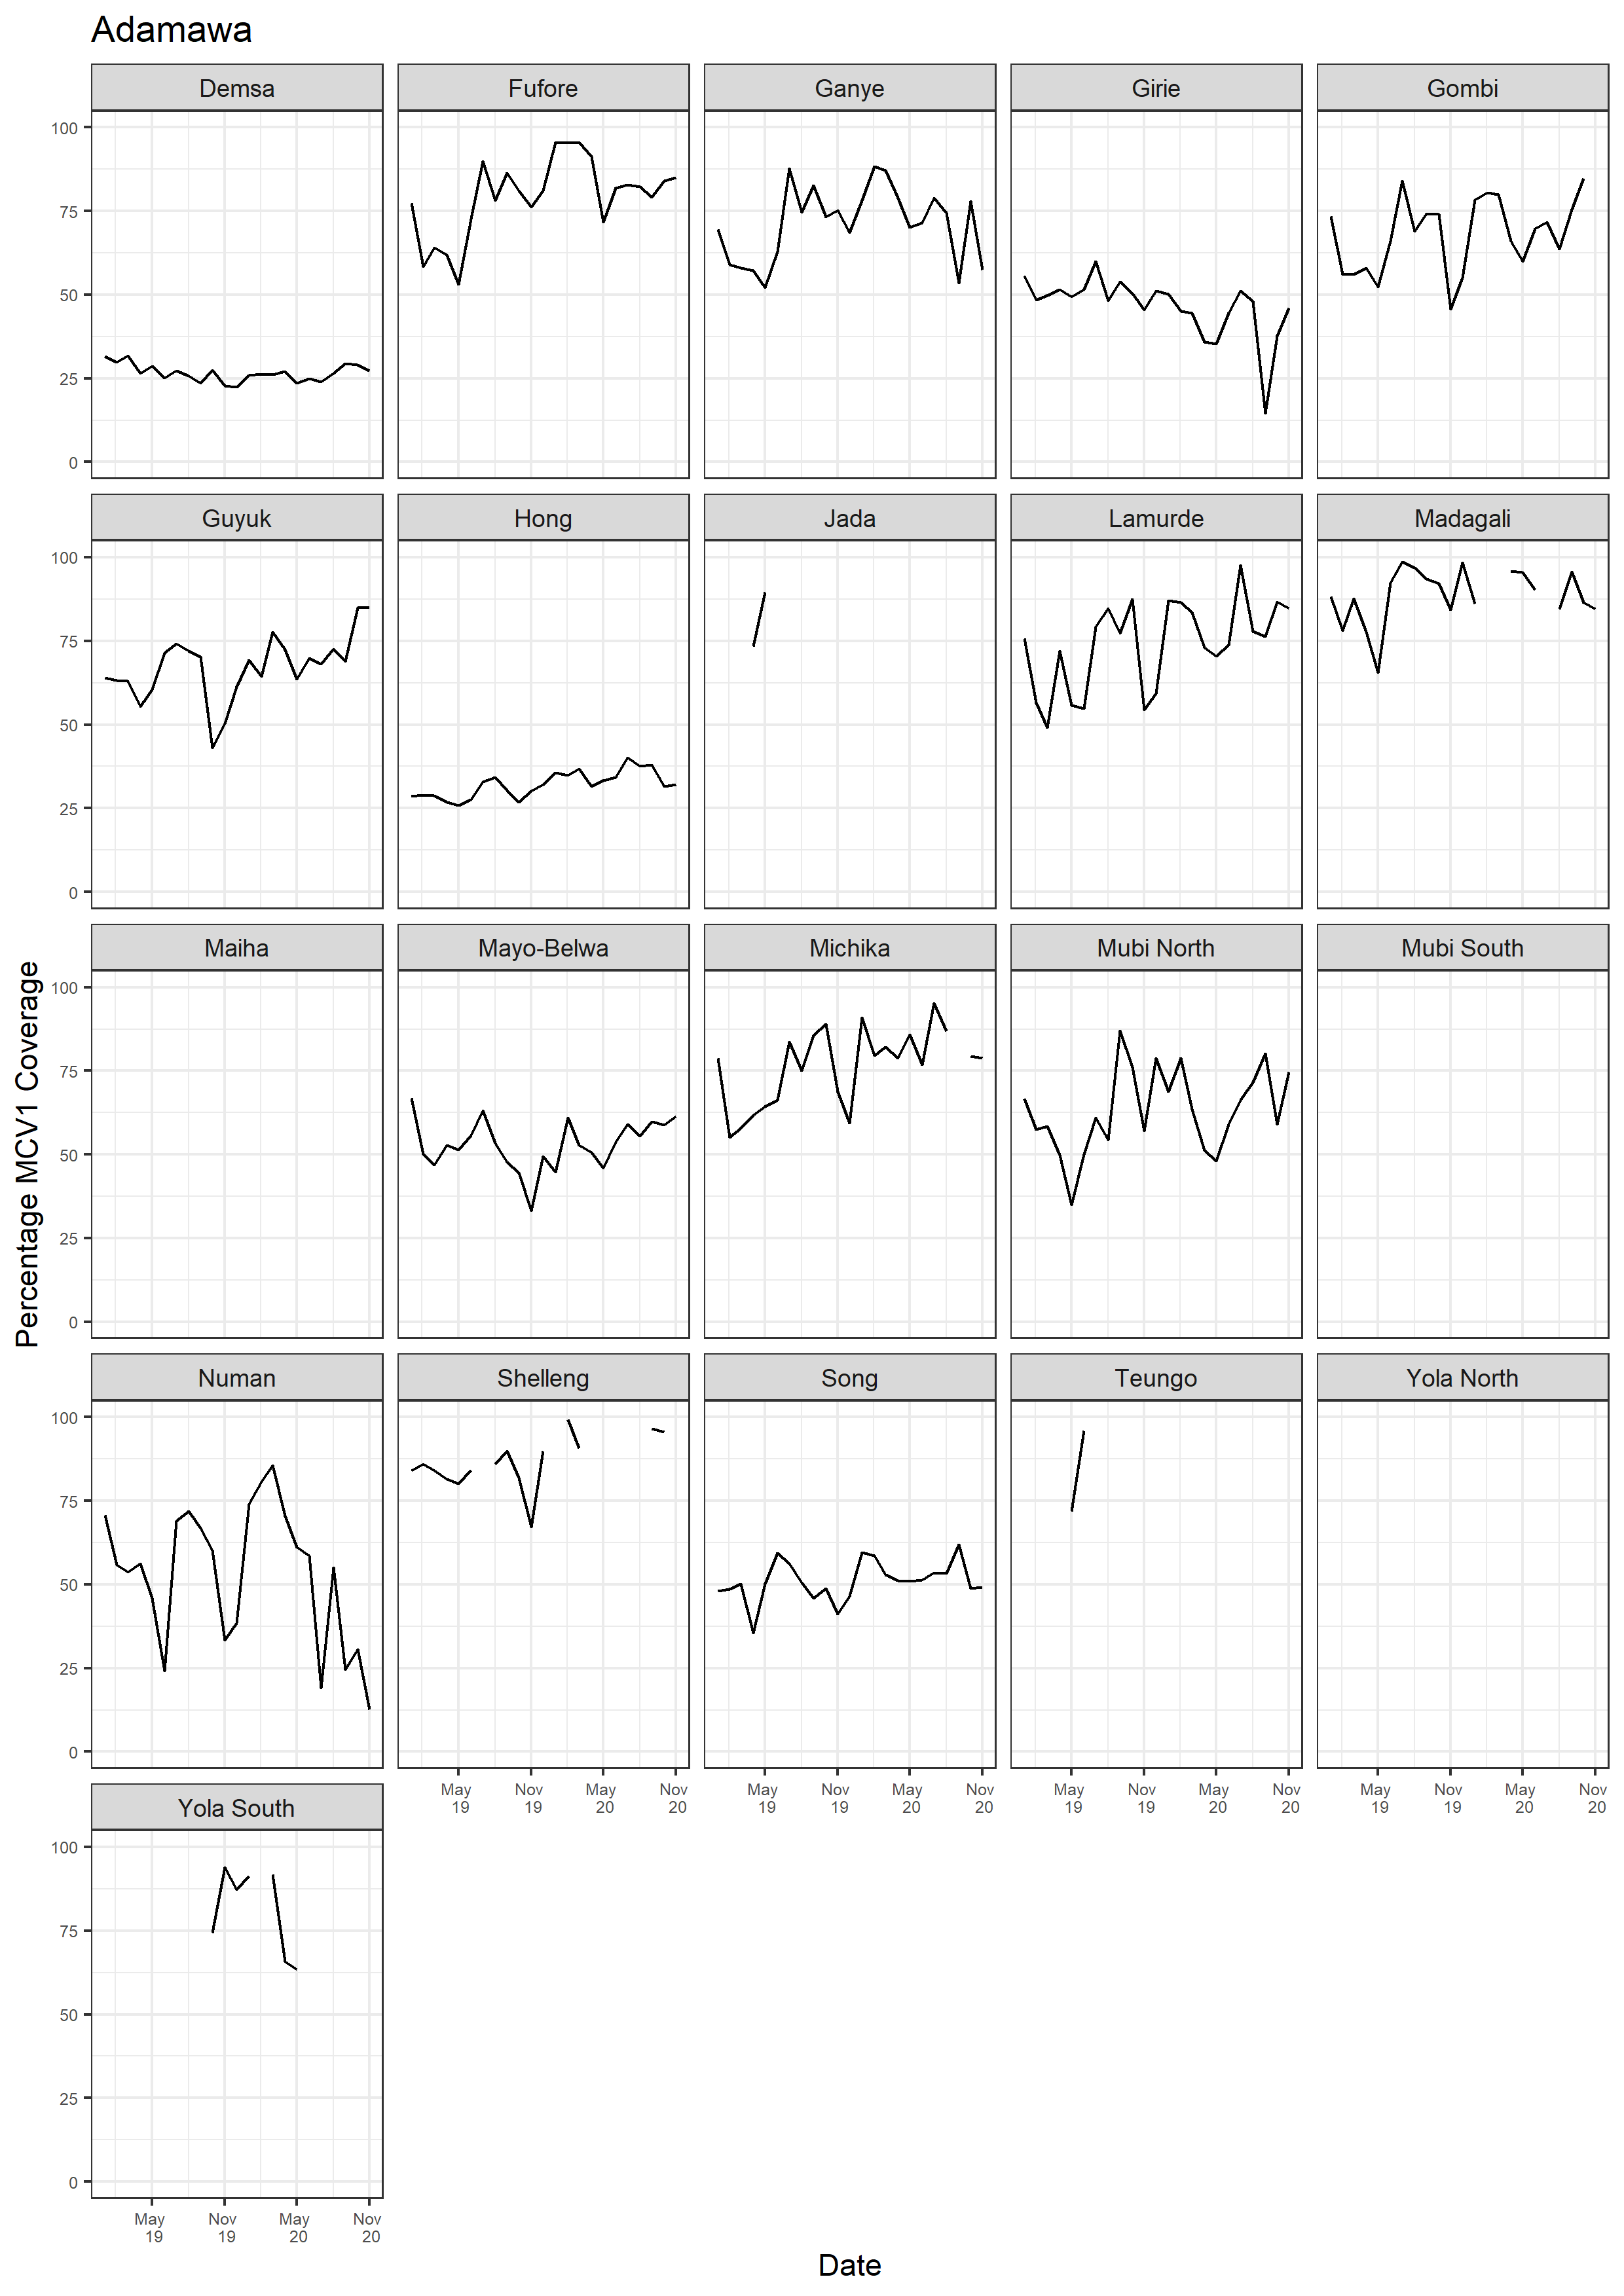 Adamawa
Demsa Fufore Ganye Girie Gombi
100
75
50
25
0
Guyuk Hong Jada Lamurde Madagali
100
75
50
25
0
Maiha Mayo-Belwa Michika Mubi North Mubi South
100
75
50
25
0
Percentage MCV1 Coverage
Numan Shelleng Song Teungo Yola North
100
75
50
25
0
May Nov May Nov May Nov May Nov May Nov May Nov May Nov May Nov
19 19 20 20 19 19 20 20 19 19 20 20 19 19 20 20
Yola South
100
75
50
25
0
May Nov May Nov
19 19 20 20
Date